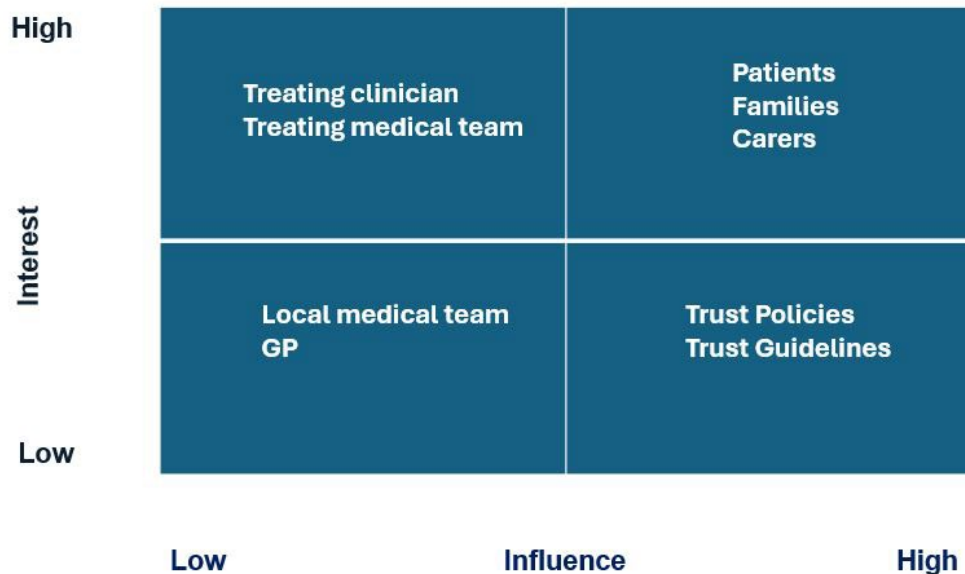 High
Treating clinician
Treating medical team
Patients
Families
Carers
Interest
Local medical team
GP
Trust Policies
Trust Guidelines
Low
Low
Influence
High